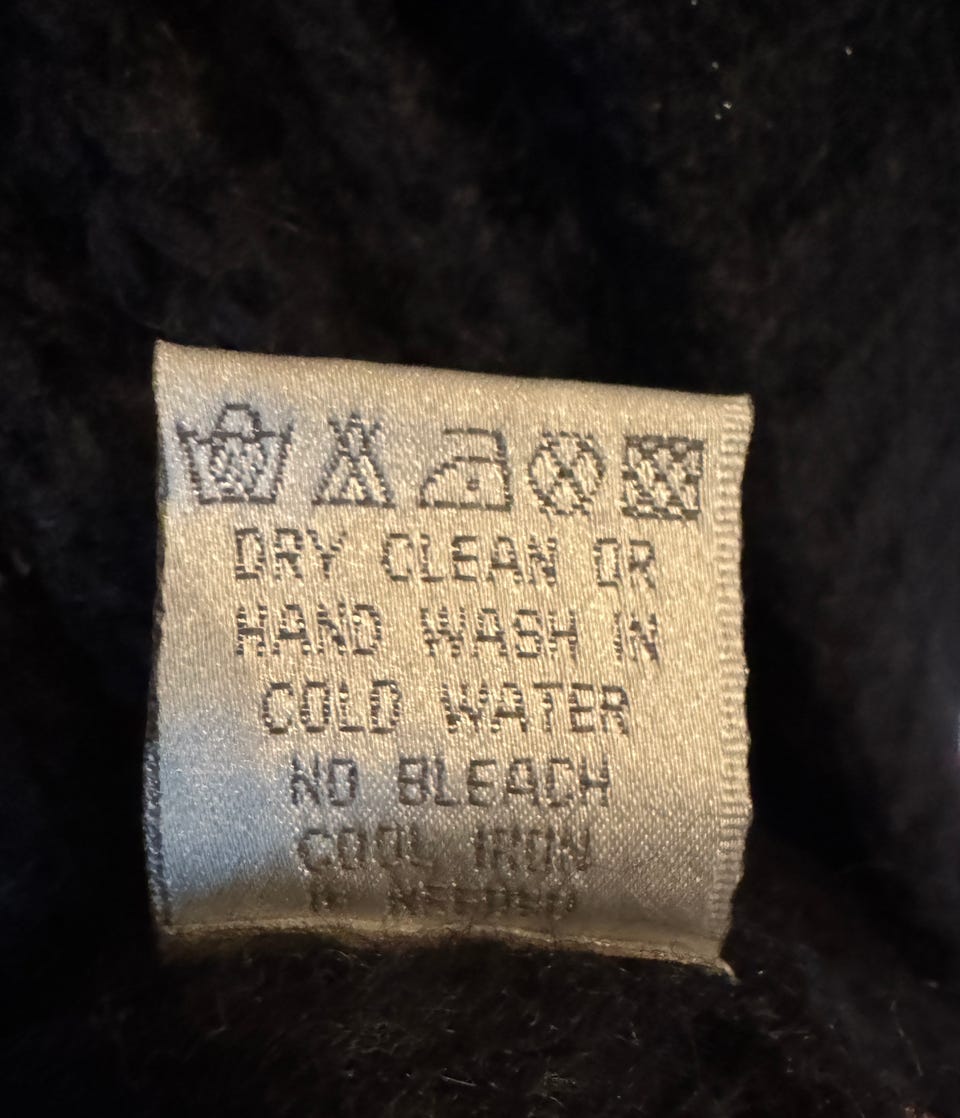 DRY CLEAN OR
HAND WASH IN
COLD WATER
NO BLEACH
COOL IRON
IF NEEDED